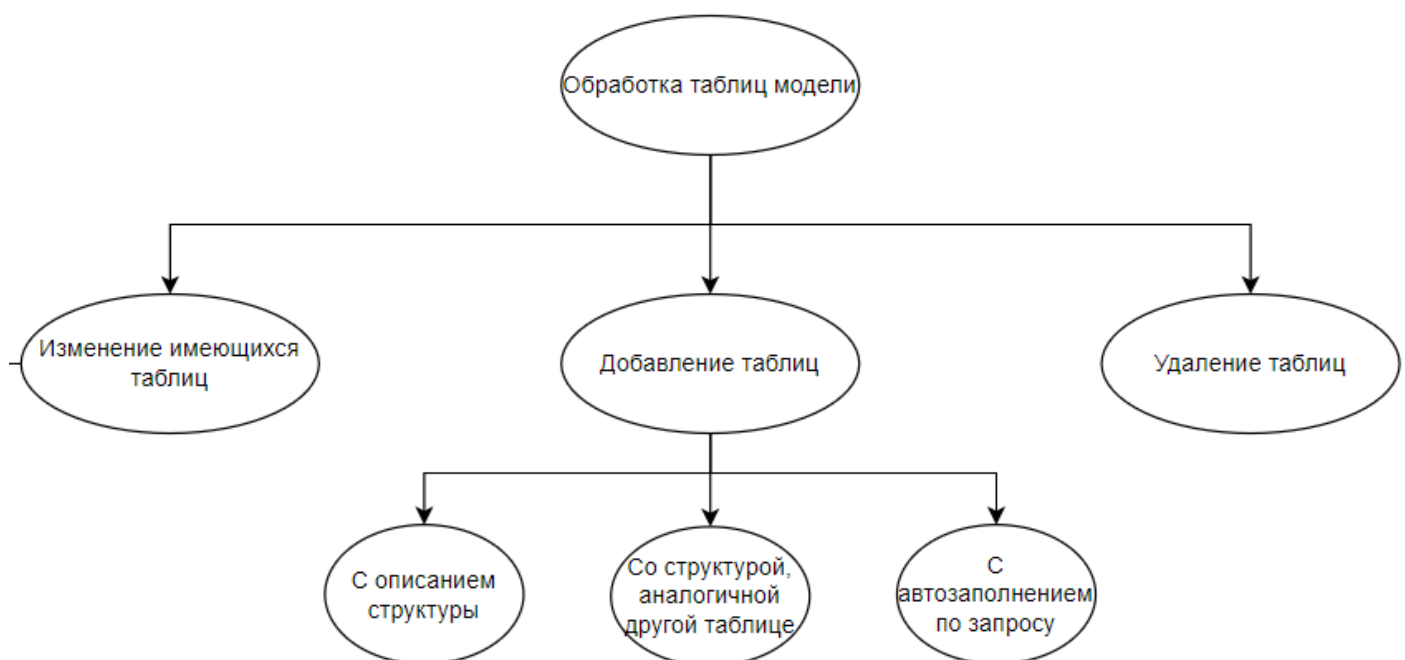 Обработка таблиц модели
Изменение имеющихся
таблиц
Добавление таблиц
Удаление таблиц
С описанием
структуры
Со структурой,
аналогичной
другой таблице
С
автозаполнением
по запросу